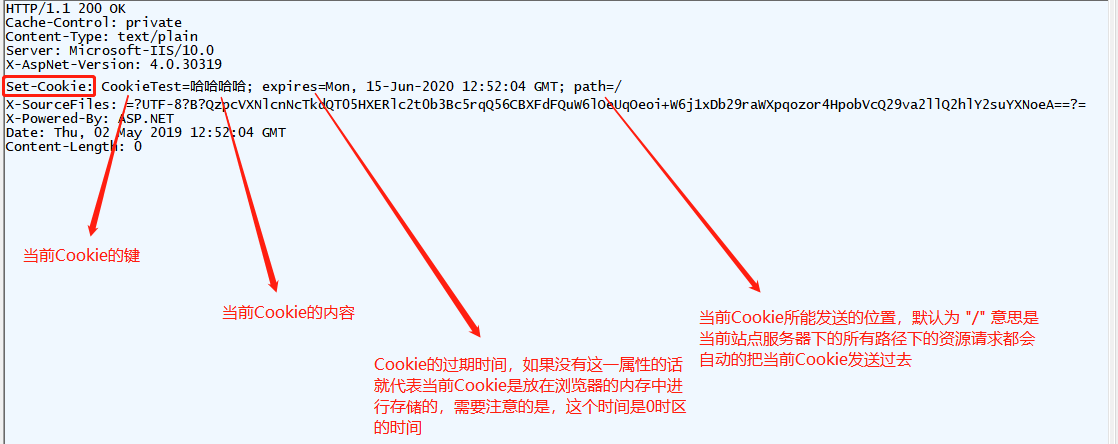 HTTP/1.1 200 OK
Cache-Control: private
Content-Type: text/plain
Server: Microsoft-IIS/10.0
X-AspNet-Version: 4.0.30319
Set-Cookie: CookieTest=哈哈哈哈; expires=Mon, 15-Jun-2020 12:52:04 GMT; path=/
X-SourceFiles:
X-Powered-By: ASP.NET
Date: Thu, 02 May 2019 12:52:04 GMT
Content-Length: 0
当前Cookie的键
当前Cookie的内容
Cookie的过期时间，如果没有这一属性的话
就代表当前Cookie是放在浏览器的内存中进
行存储的，需要注意的是，这个时间是0时区
的时间
当前Cookie所能发送的位置，默认为 "/" 意思是
当前站点服务器下的所有路径下的资源请求都会
自动的把当前Cookie发送过去